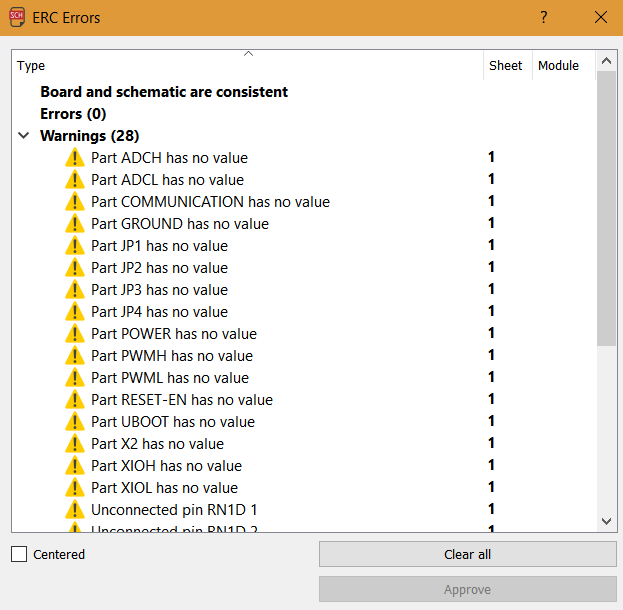 SCH ERC Errors ?
Type Sheet Module
Board and schematic are consistent
Errors (0)
Warnings (28)
Part ADCH has no value 1
Part ADCL has no value 1
Part COMMUNICATION has no value 1
Part GROUND has no value 1
Part JP1 has no value 1
Part JP2 has no value 1
Part JP3 has no value 1
Part JP4 has no value 1
Part POWER has no value 1
Part PWMH has no value 1
Part PWML has no value 1
Part RESET-EN has no value 1
Part UBOOT has no value 1
Part X2 has no value 1
Part XIOH has no value 1
Part XIOL has no value 1
Unconnected pin RN1D 1 1
Unconnected pin RN1D 2 1
Centered Clear all
Approve